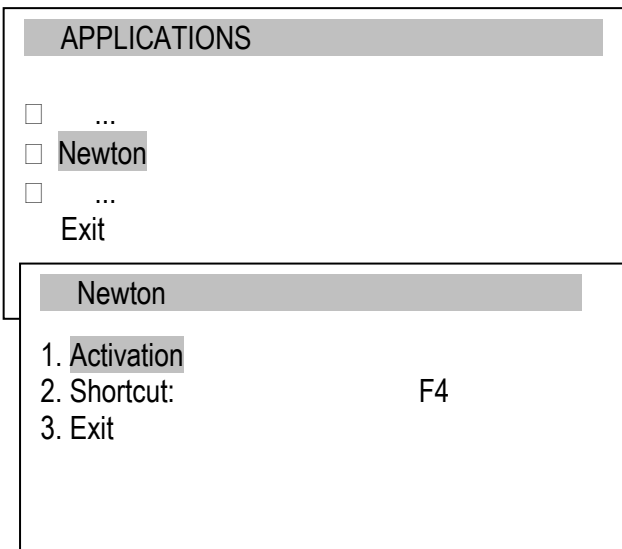 APPLICATIONS
☐ ...
☐ Newton
☐ ...
Exit
Newton
1. Activation
2. Shortcut: F4
3. Exit